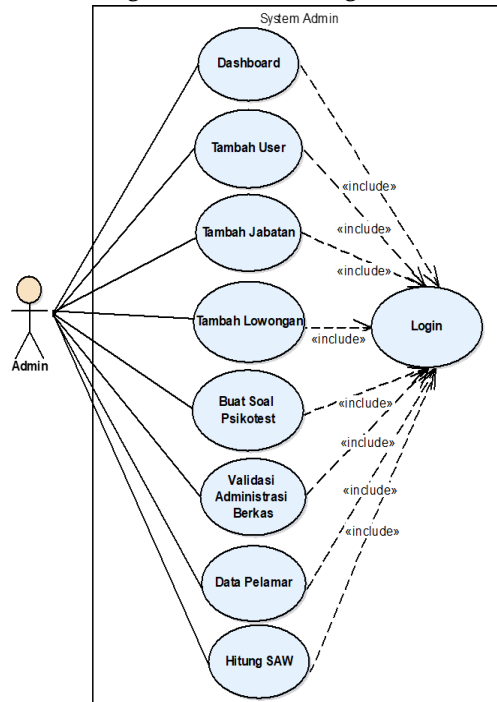 System Admin
Dashboard
Tambah User
«include»
«include»
Tambah Jabatan
«include»
Tambah Lowongan
«include»
Login
Admin
Buat Soal
Psikotest
«include»
Validasi
Administrasi
Berkas
«include»
«include»
«include»
Data Pelamar
Hitung SAW